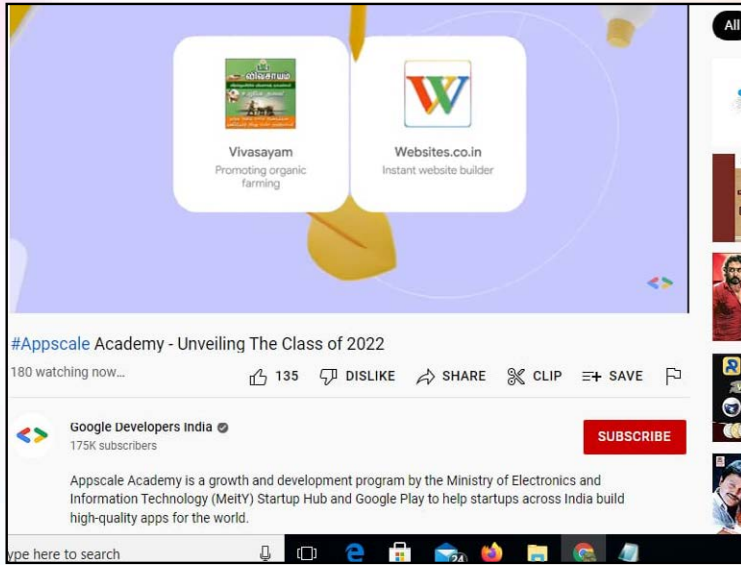 All
விவசாயம்
Vivasayam
Promoting organic
farming
W
Websites.co.in
Instant website builder
#Appscale Academy - Unveiling The Class of 2022
180 watching now...
135 DISLIKE SHARE CLIP SAVE
Google Developers India
175K subscribers
SUBSCRIBE
Appscale Academy is a growth and development program by the Ministry of Electronics and
Information Technology (MeitY) Startup Hub and Google Play to help startups across India build
high-quality apps for the world.
ype here to search
24